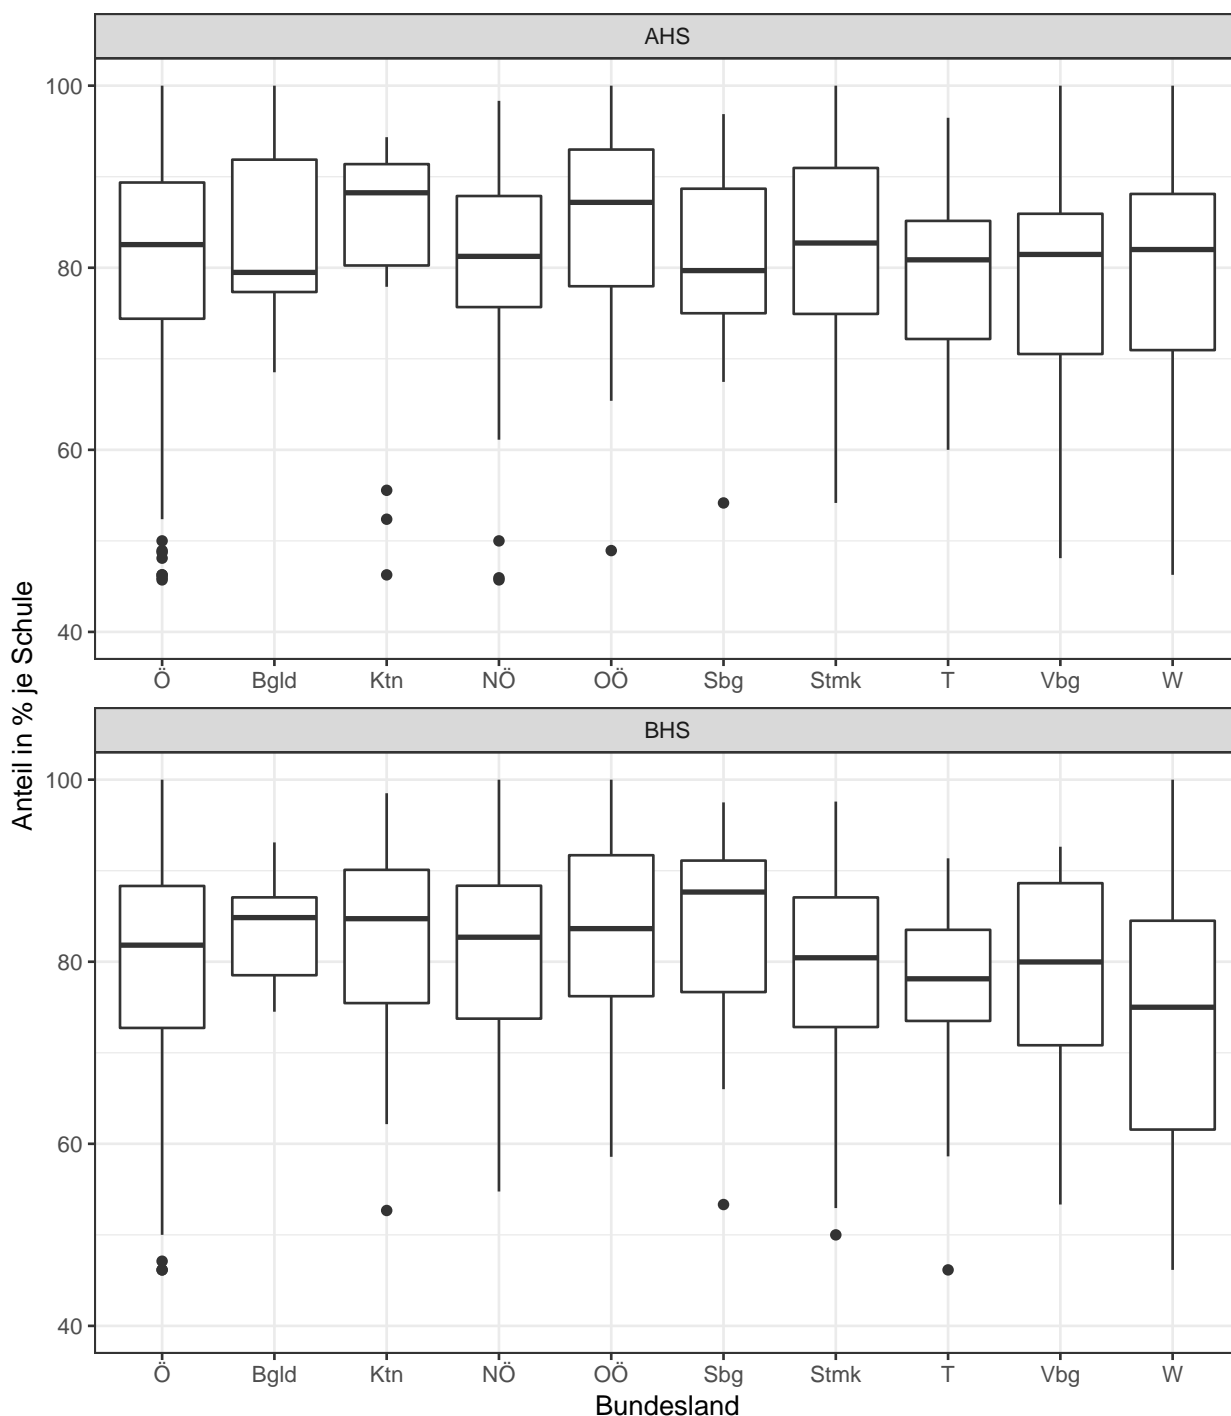 AHS
100
80
60
40
Ö Bgld Ktn NÖ OÖ Sbg Stmk T Vbg W
Anteil in % je Schule
BHS
100
80
60
40
Ö Bgld Ktn NÖ OÖ Sbg Stmk T Vbg W
Bundesland